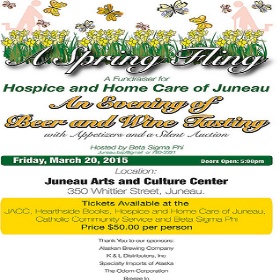 A Spring Fling
A Fundraiser for
Hospice and Home Care of Juneau
An Evening of
Beer and Wine Tasting
with Appetizers and a Silent Auction
Hosted by Beta Sigma Phi
Friday, March 20, 2015
Doors Open: 5:00pm
Location:
Juneau Arts and Culture Center
350 Whittier Street, Juneau.
Tickets Available at the
JACC, Hearthside Books, Hospice and Home Care of Juneau,
Catholic Community Service and Beta Sigma Phi
Price $50.00 per person
Thank You to our sponsors:
Alaskan Brewing Company
K & L Distributors, Inc
Specialty Imports of Alaska
The Odom Corporation